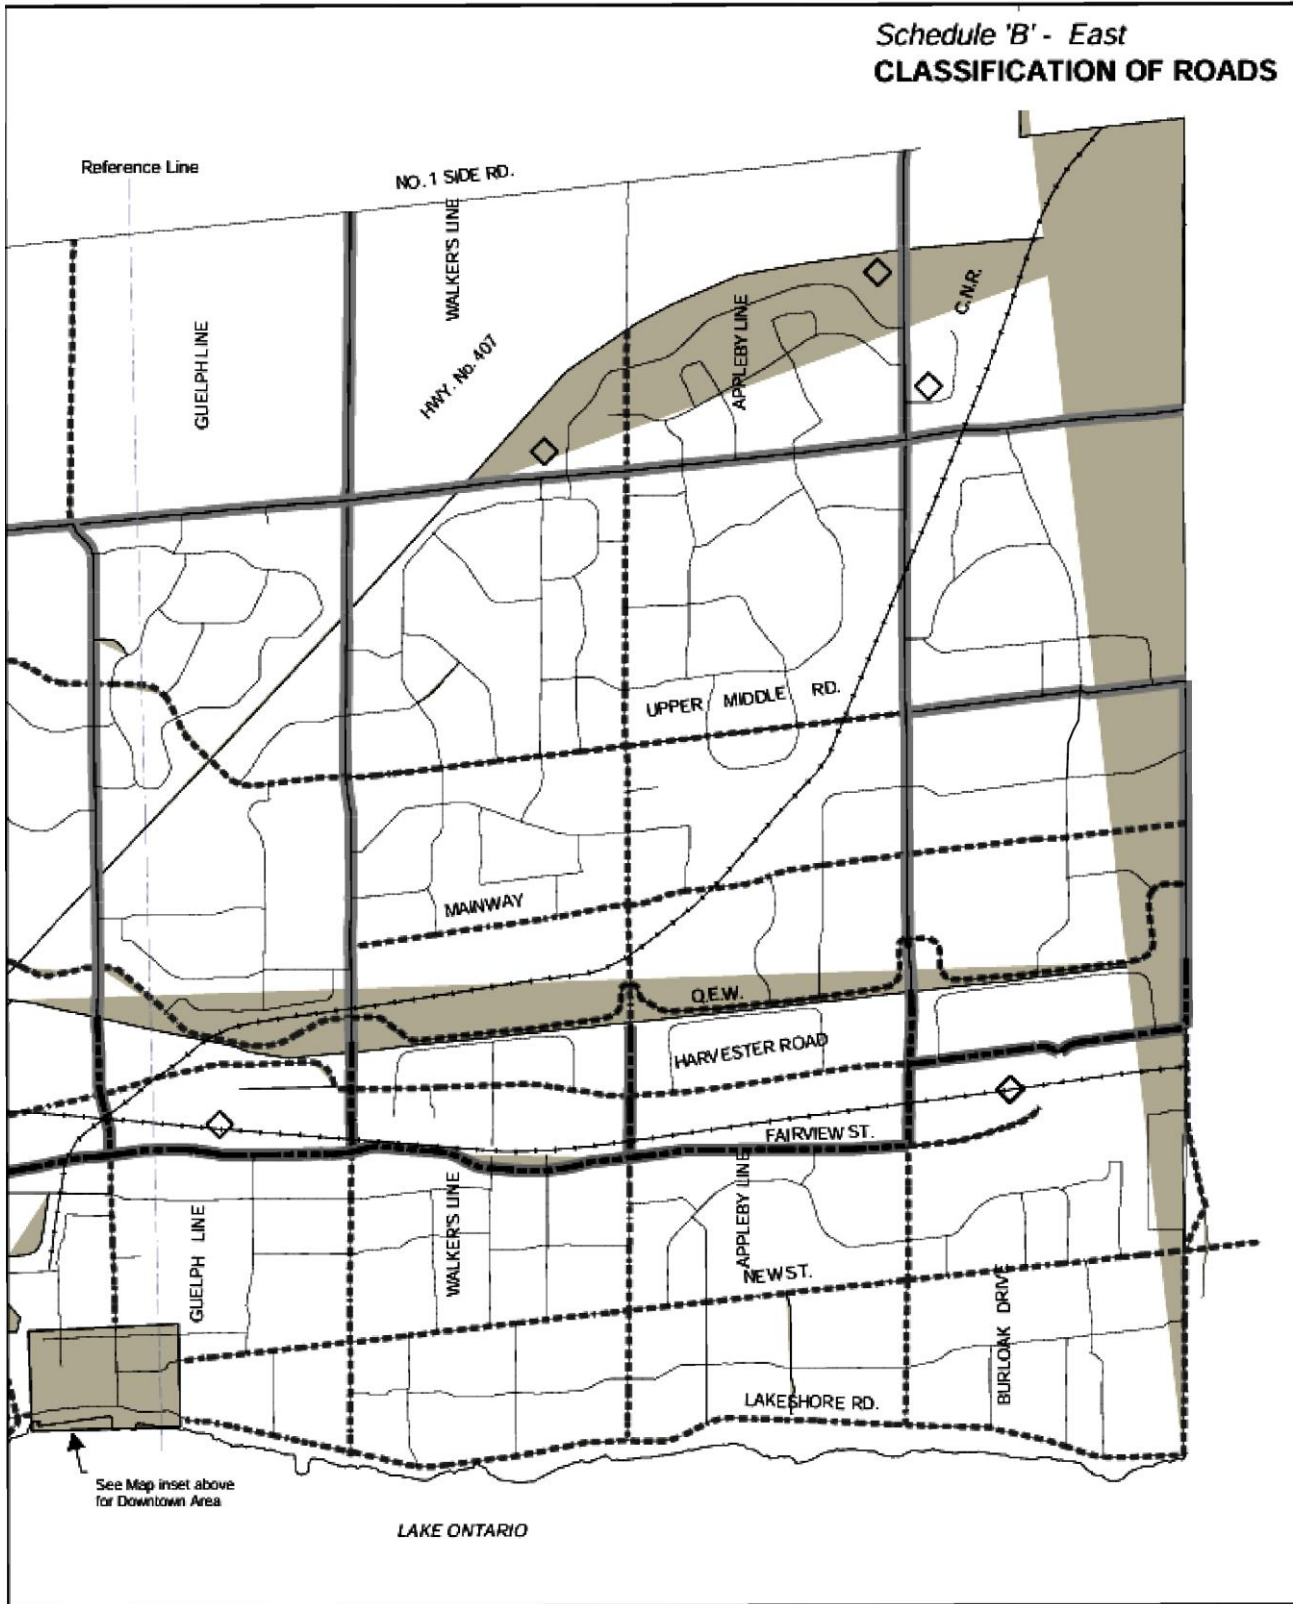 Schedule 'B' - East
CLASSIFICATION OF ROADS
Reference Line
NO. 1 SIDE RD.
WALKER'S LINE
GUELPH LINE
HWY. No. 407
APPLEBY LINE
C.N.R.
UPPER MIDDLE RD.
MAINWAY
Q.E.W.
HARVESTER ROAD
FAIRVIEW ST.
GUELPH LINE
WALKER'S LINE
APPLEBY LINE
NEW ST.
BURLOAK DRIVE
LAKESHORE RD.
See Map inset above
for Downtown Area
LAKE ONTARIO